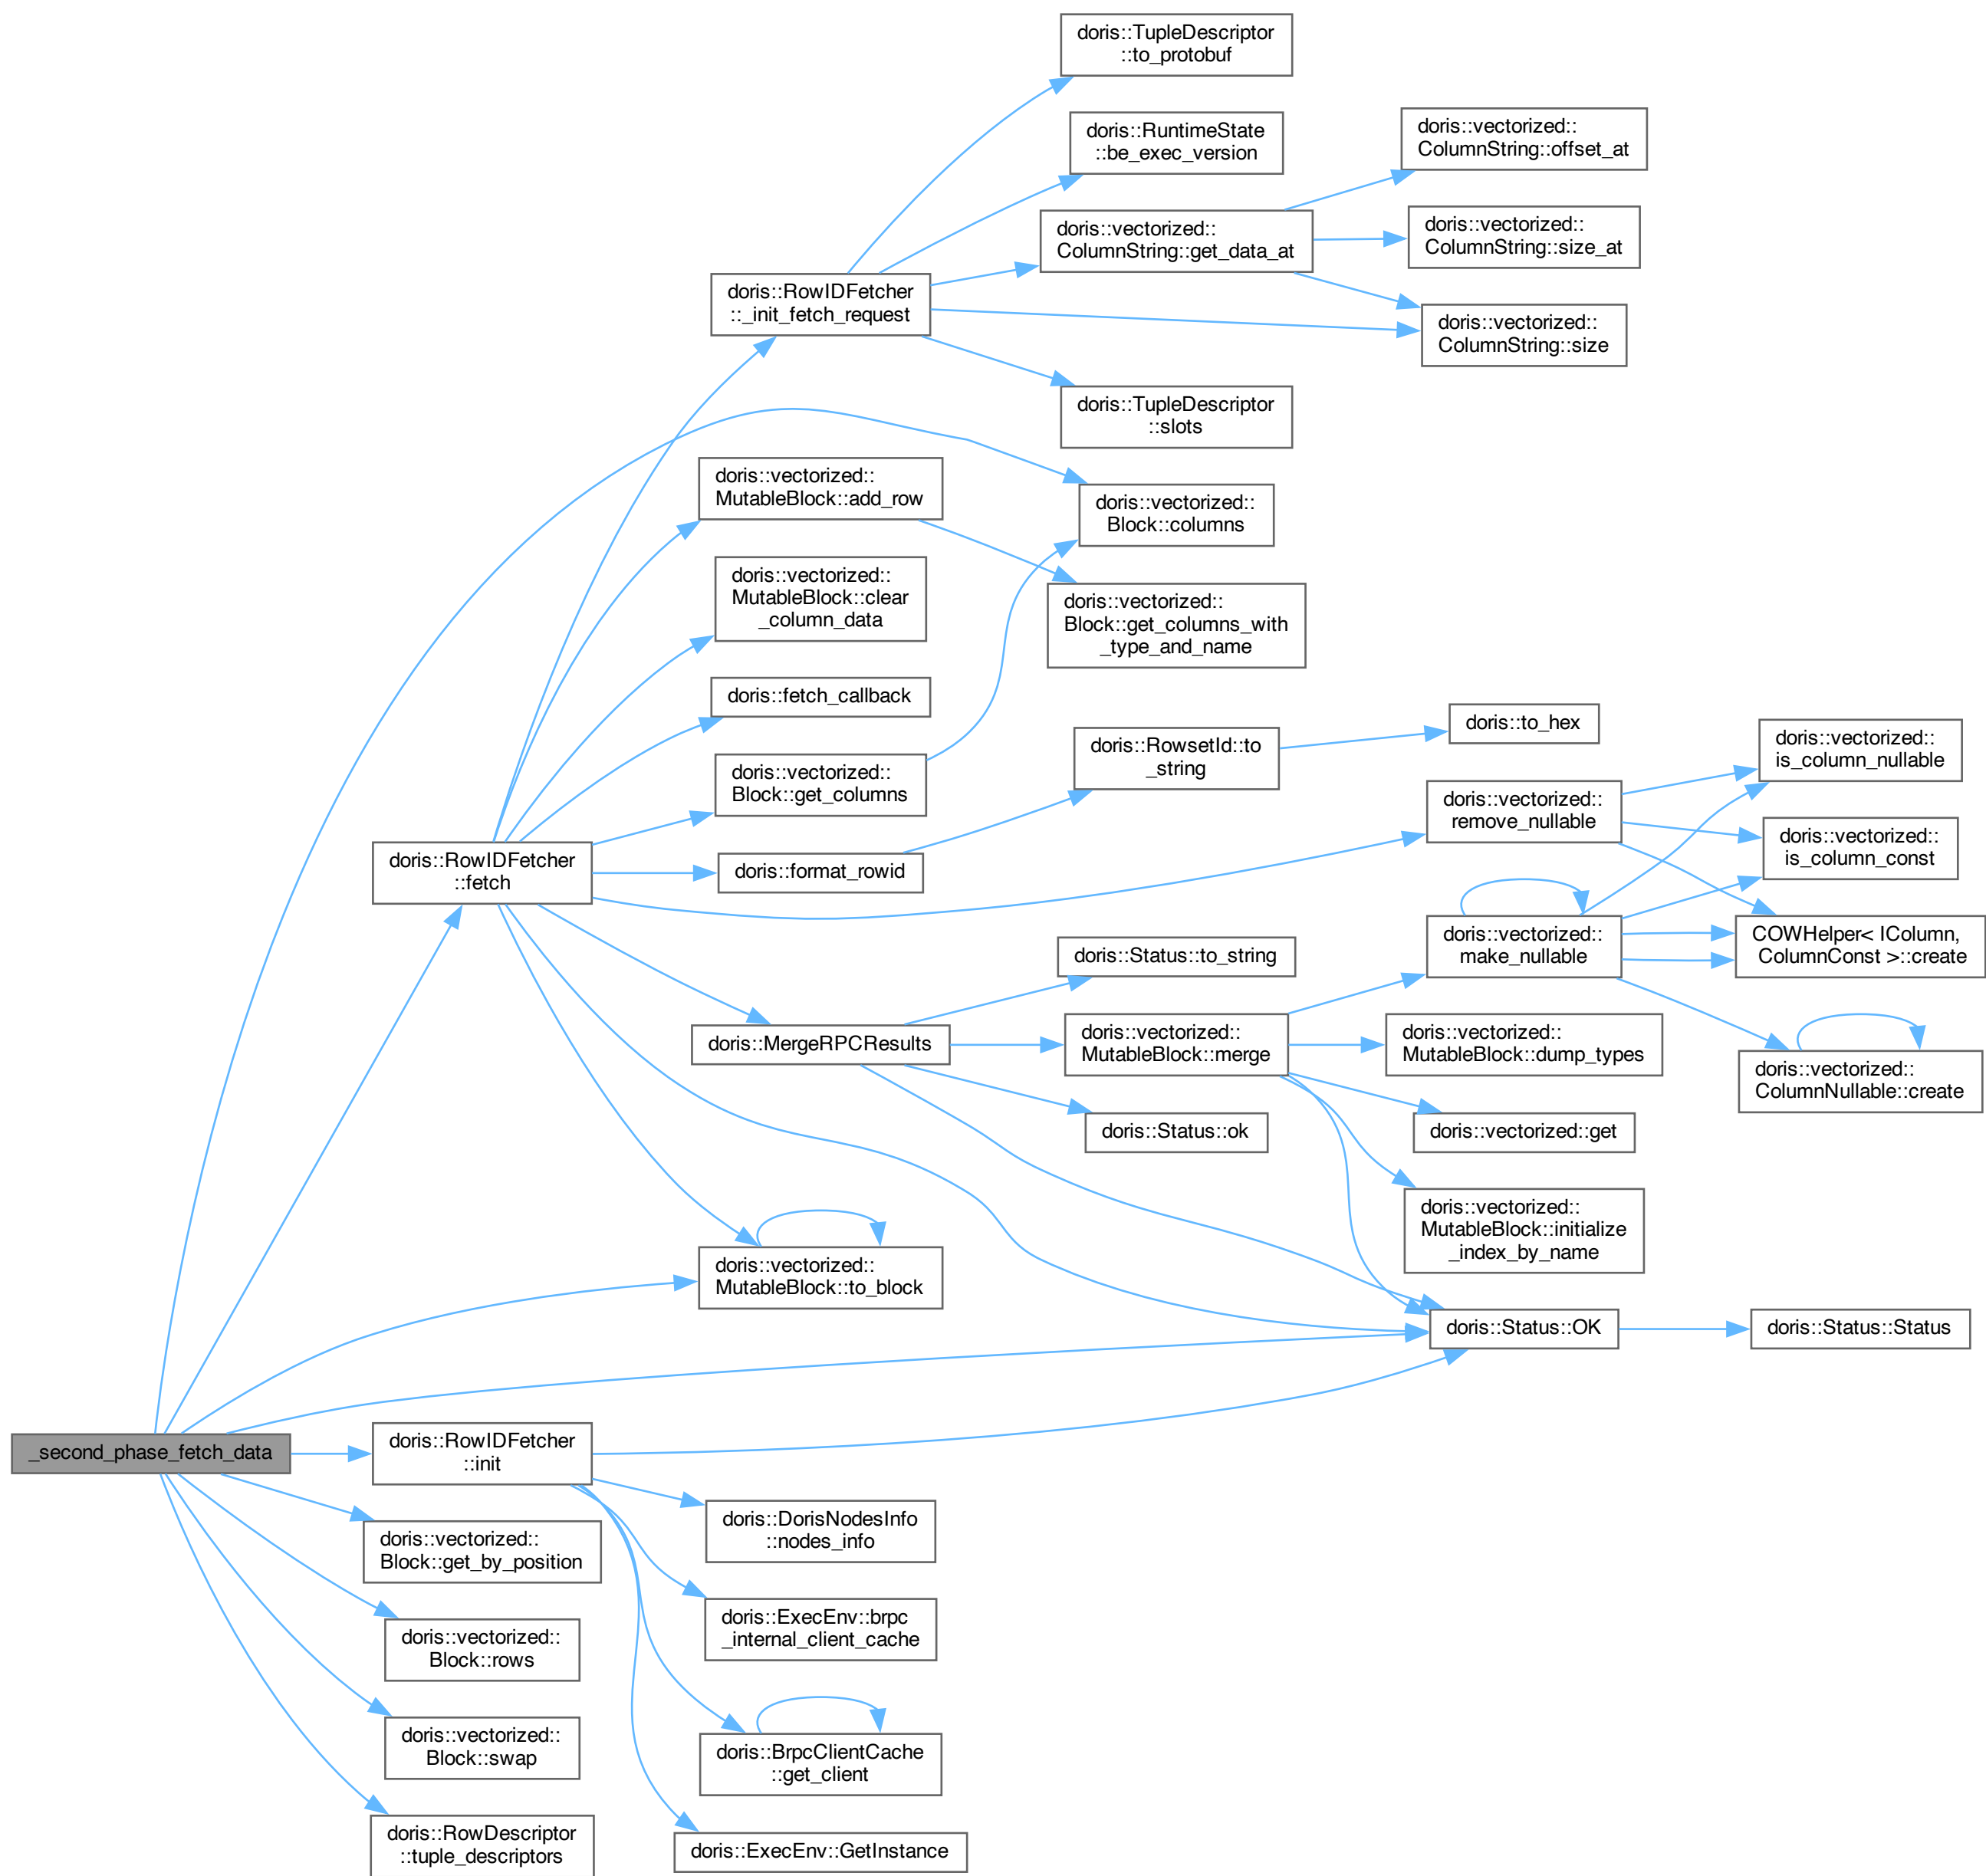 doris::TupleDescriptor
::to_protobuf
doris::RuntimeState
::be_exec_version
doris::vectorized::
ColumnString::offset_at
doris::vectorized::
ColumnString::get_data_at
doris::vectorized::
ColumnString::size_at
doris::RowIDFetcher
::_init_fetch_request
doris::vectorized::
ColumnString::size
doris::TupleDescriptor
::slots
doris::vectorized::
MutableBlock::add_row
doris::vectorized::
Block::columns
doris::vectorized::
MutableBlock::clear
_column_data
doris::vectorized::
Block::get_columns_with
_type_and_name
doris::fetch_callback
doris::to_hex
doris::RowsetId::to
_string
doris::vectorized::
is_column_nullable
doris::vectorized::
Block::get_columns
doris::vectorized::
remove_nullable
doris::vectorized::
is_column_const
doris::RowIDFetcher
::fetch
doris::format_rowid
doris::vectorized::
make_nullable
COWHelper< IColumn,
ColumnConst >::create
doris::Status::to_string
doris::MergeRPCResults
doris::vectorized::
MutableBlock::merge
doris::vectorized::
MutableBlock::dump_types
doris::vectorized::
ColumnNullable::create
doris::Status::ok
doris::vectorized::get
doris::vectorized::
MutableBlock::initialize
_index_by_name
doris::vectorized::
MutableBlock::to_block
doris::Status::OK
doris::Status::Status
_second_phase_fetch_data
doris::RowIDFetcher
::init
doris::DorisNodesInfo
::nodes_info
doris::vectorized::
Block::get_by_position
doris::ExecEnv::brpc
_internal_client_cache
doris::vectorized::
Block::rows
doris::vectorized::
Block::swap
doris::BrpcClientCache
::get_client
doris::RowDescriptor
::tuple_descriptors
doris::ExecEnv::GetInstance